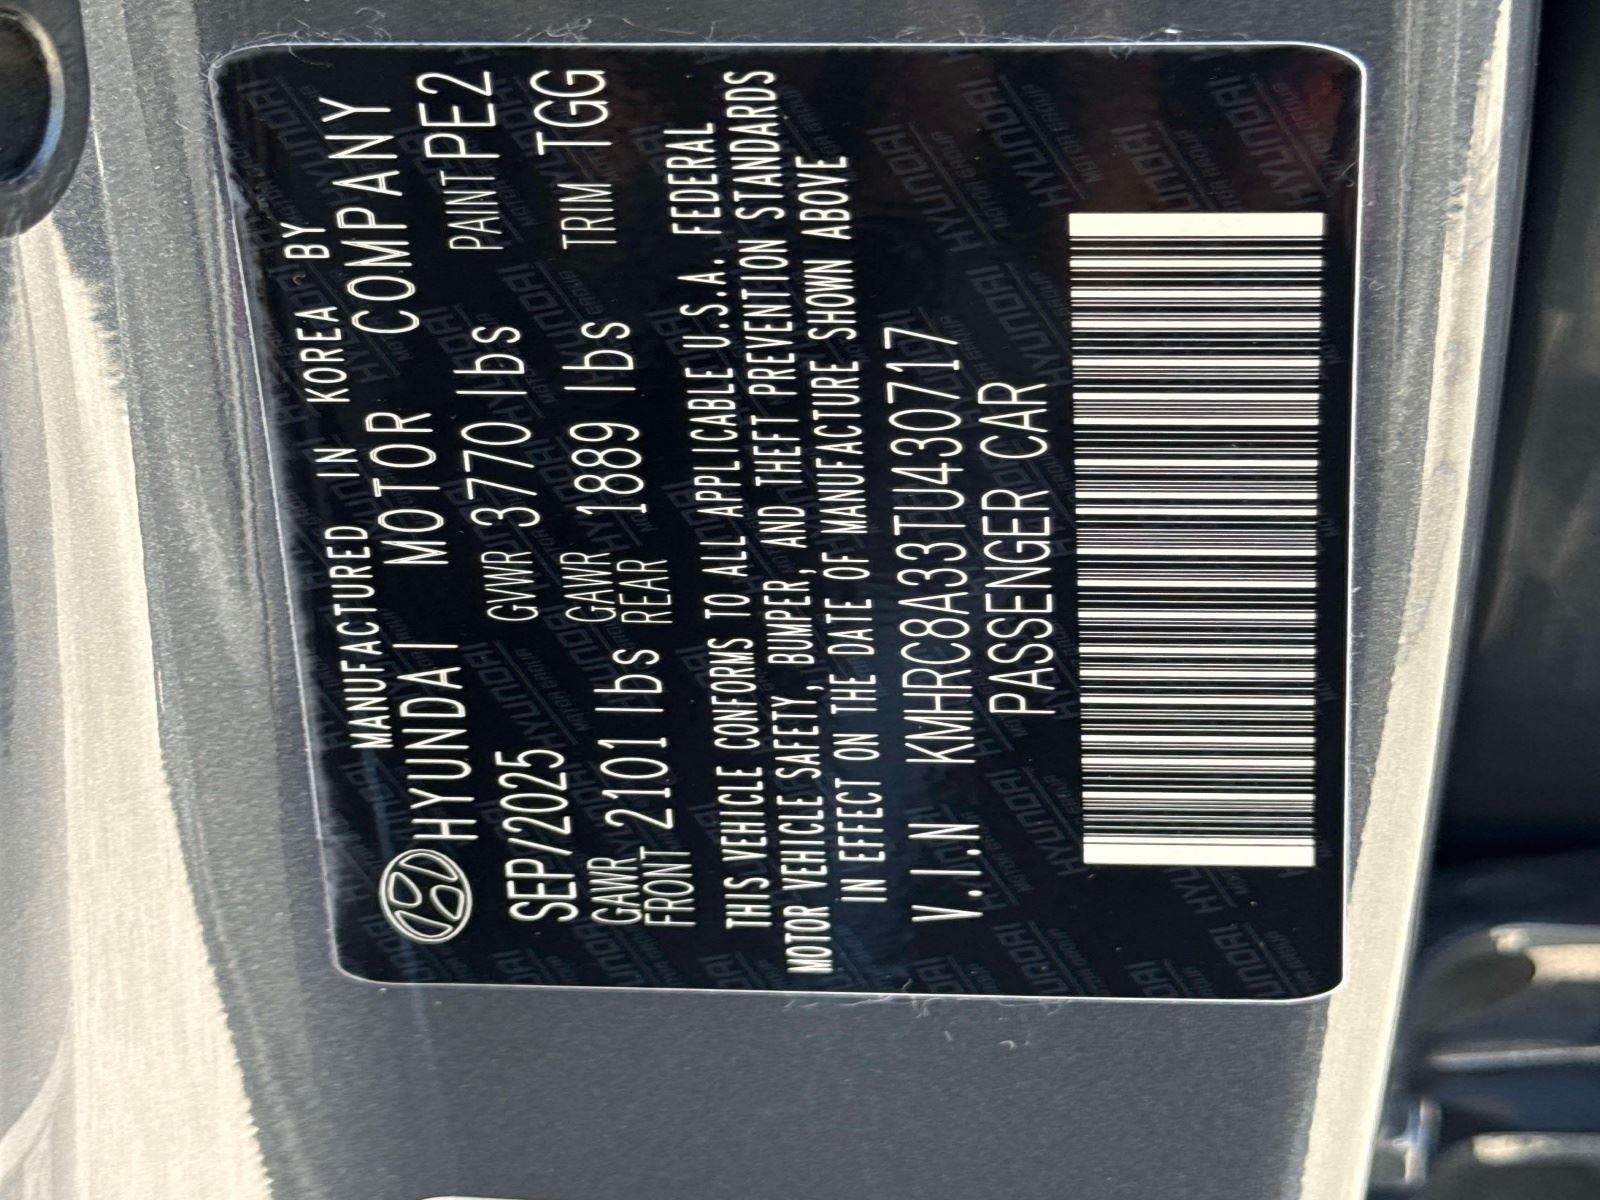 MANUFACTURED IN KOREA BY
HYUNDAI MOTOR COMPANY
SEP/2025 GVWR 3770 lbs PAINT PE2
GAWR FRONT 2101 lbs GAWR REAR 1889 lbs TRIM TGG
THIS VEHICLE CONFORMS TO ALL APPLICABLE U.S.A. FEDERAL
MOTOR VEHICLE SAFETY, BUMPER, AND THEFT PREVENTION STANDARDS
IN EFFECT ON THE DATE OF MANUFACTURE SHOWN ABOVE
V.I.N KMHRC8A33TU430717
PASSENGER CAR